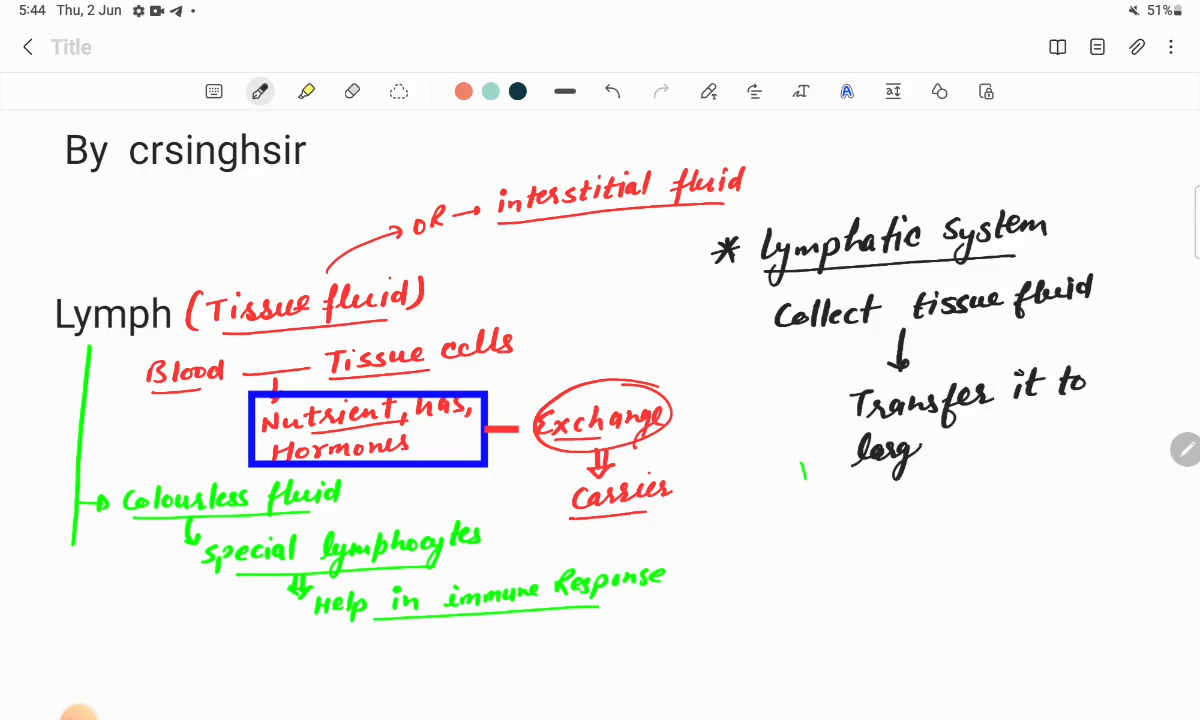 5:44 Thu, 2 Jun
51%
Title
By crsinghsir
OR → interstitial fluid
Lymph (Tissue fluid)
Blood — Tissue cells
Nutrient, has,
Hormones
Exchange
Carrier
Colourless fluid
special lymphocytes
Help in immune Response
* lymphatic system
Collect tissue fluid
Transfer it to
larg